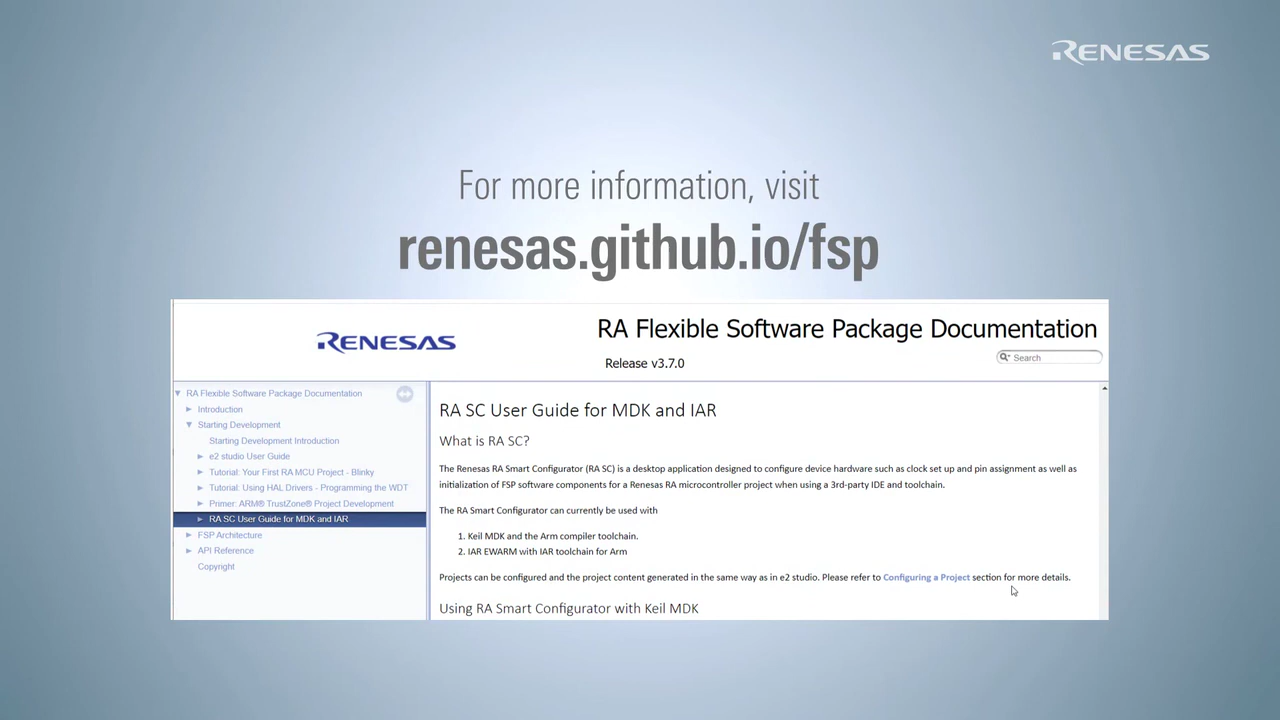 RENESAS
For more information, visit
renesas.github.io/fsp
RENESAS
RA Flexible Software Package Documentation
Release v3.7.0
Search
RA Flexible Software Package Documentation
Introduction
Starting Development
Starting Development Introduction
e2 studio User Guide
Tutorial: Your First RA MCU Project - Blinky
Tutorial: Using HAL Drivers - Programming the WDT
Primer: ARM® TrustZone® Project Development
RA SC User Guide for MDK and IAR
FSP Architecture
API Reference
Copyright
RA SC User Guide for MDK and IAR
What is RA SC?
The Renesas RA Smart Configurator (RA SC) is a desktop application designed to configure device hardware such as clock set up and pin assignment as well as
initialization of FSP software components for a Renesas RA microcontroller project when using a 3rd-party IDE and toolchain.
The RA Smart Configurator can currently be used with
1. Keil MDK and the Arm compiler toolchain.
2. IAR EWARM with IAR toolchain for Arm
Projects can be configured and the project content generated in the same way as in e2 studio. Please refer to Configuring a Project section for more details.
Using RA Smart Configurator with Keil MDK